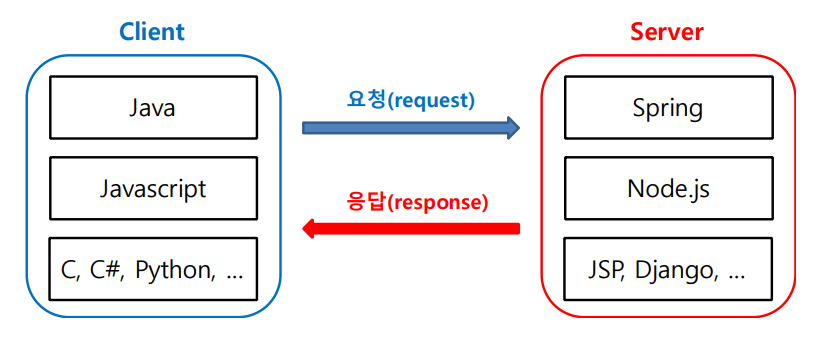 Client
Server
Java
요청(request)
Spring
Javascript
Node.js
응답(response)
C, C#, Python, ...
JSP, Django, ...